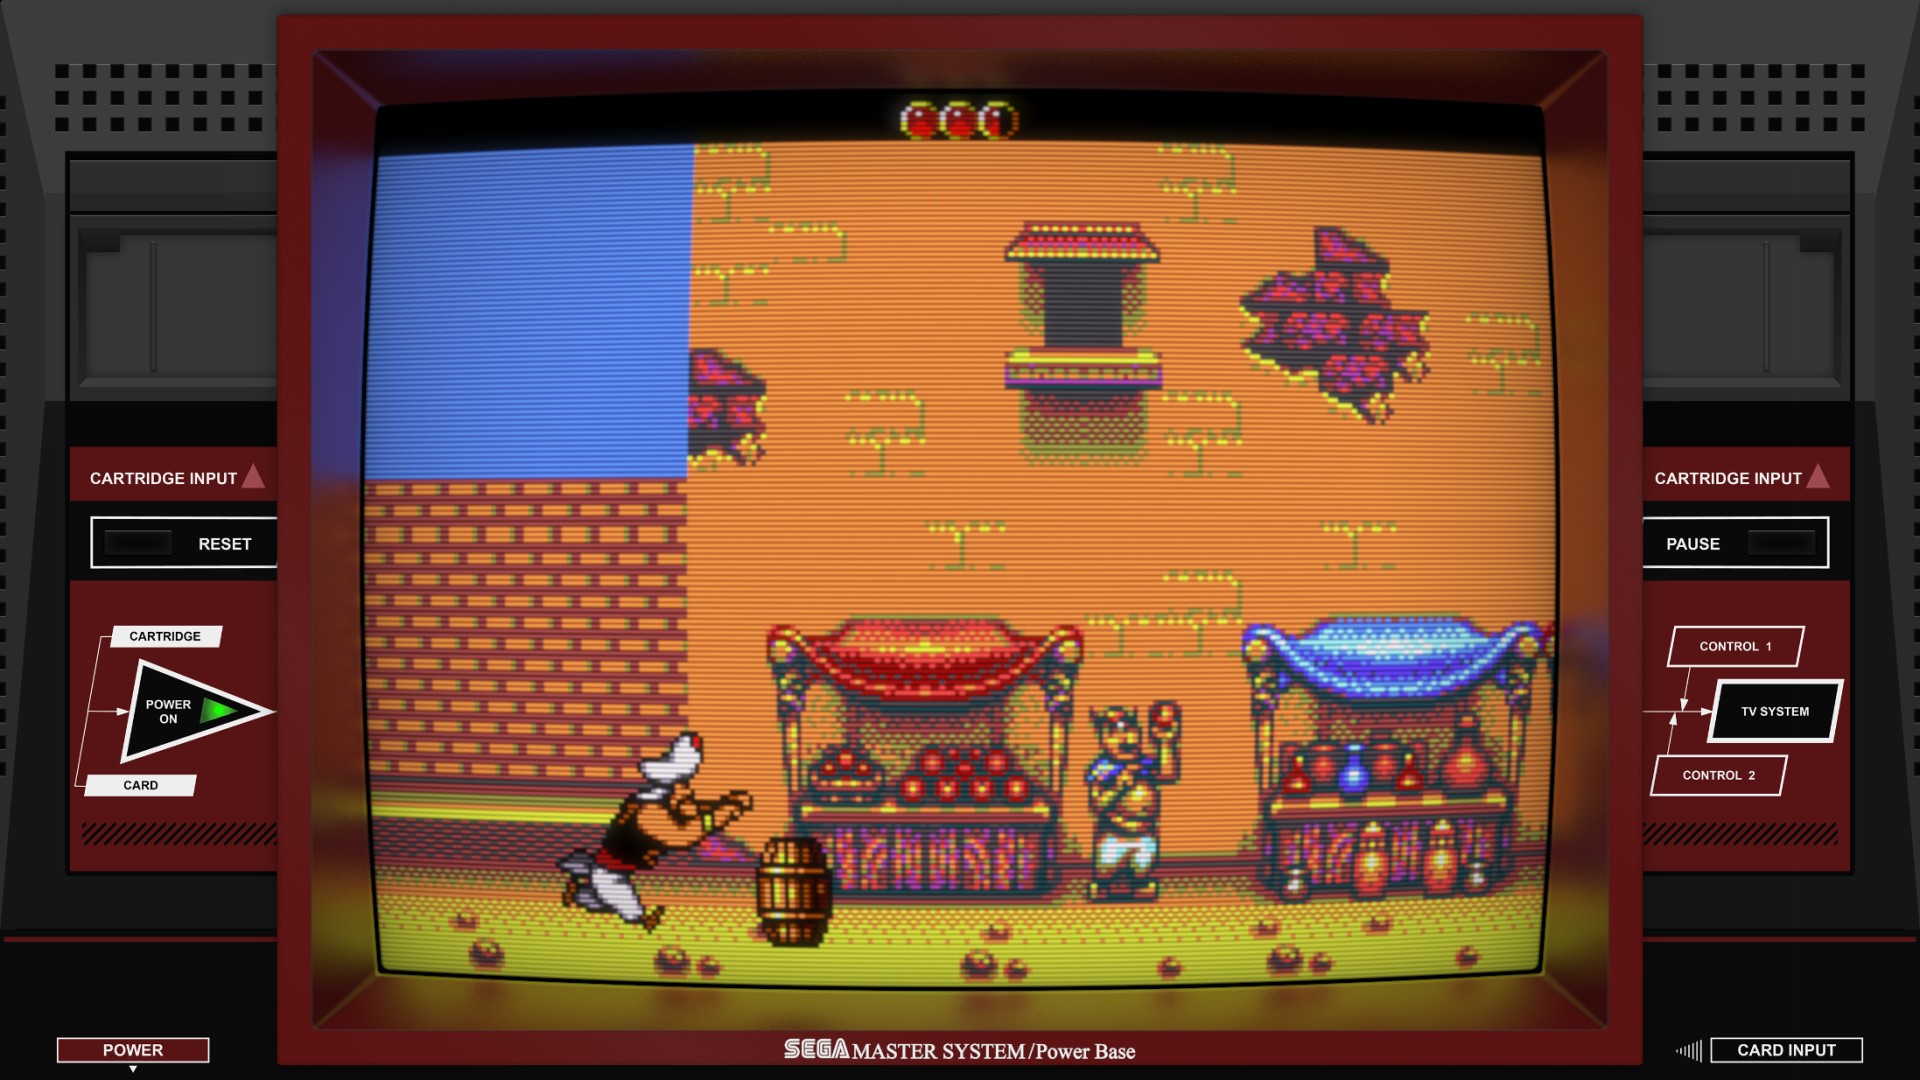 CARTRIDGE INPUT
RESET
CARTRIDGE
POWER
ON
CARD
POWER
SEGA MASTER SYSTEM/Power Base
CARTRIDGE INPUT
PAUSE
CONTROL 1
TV SYSTEM
CONTROL 2
CARD INPUT